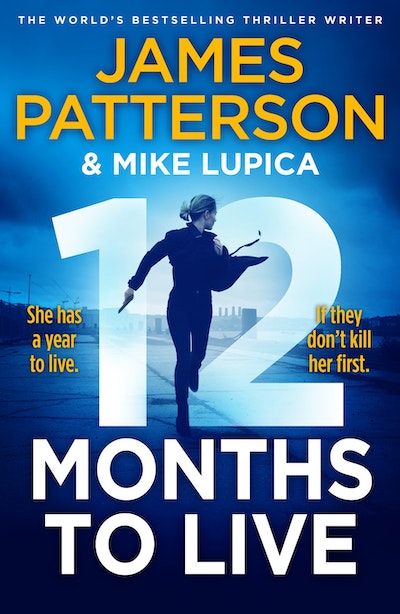 THE WORLD'S BESTSELLING THRILLER WRITER
JAMES
PATTERSON
& MIKE LUPICA
12
She has
a year
to live.
If they
don't kill
her first.
MONTHS
TO LIVE